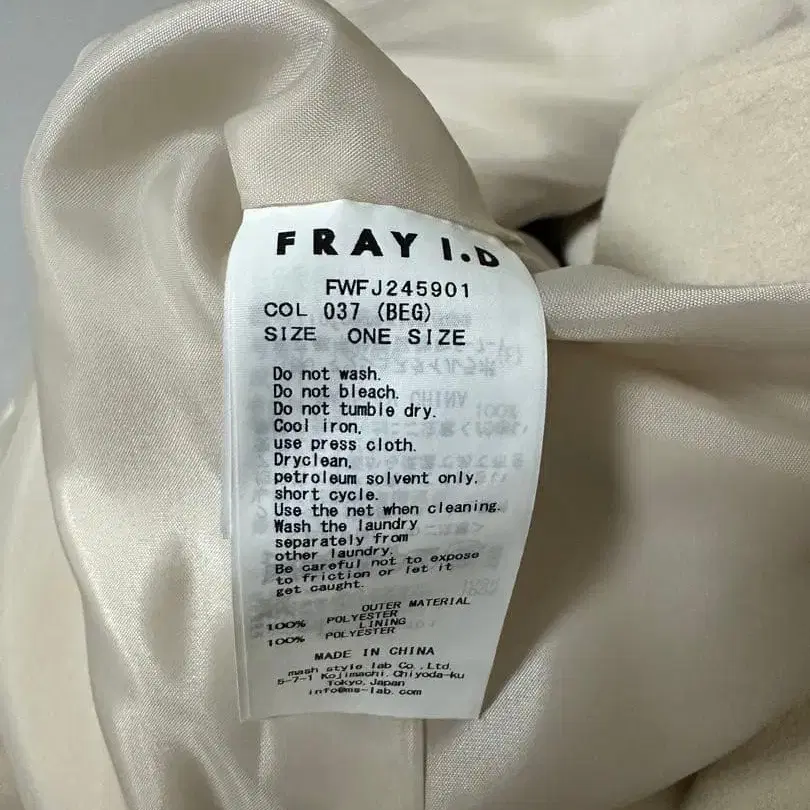 FRAY I.D
FWFJ245901
COL 037 (BEG)
SIZE ONE SIZE
Do not wash.
Do not bleach.
Do not tumble dry.
Cool iron,
use press cloth.
Dryclean,
petroleum solvent only,
short cycle.
Use the net when cleaning.
Wash the laundry
separately from
other laundry.
Be careful not to expose
to friction or let it
get caught.
OUTER MATERIAL
100% POLYESTER
LINING
100% POLYESTER
MADE IN CHINA
mash style lab Co.,Ltd.
5-7-1 Kojimachi,Chiyoda-ku
Tokyo,Japan
info@ms-lab.com